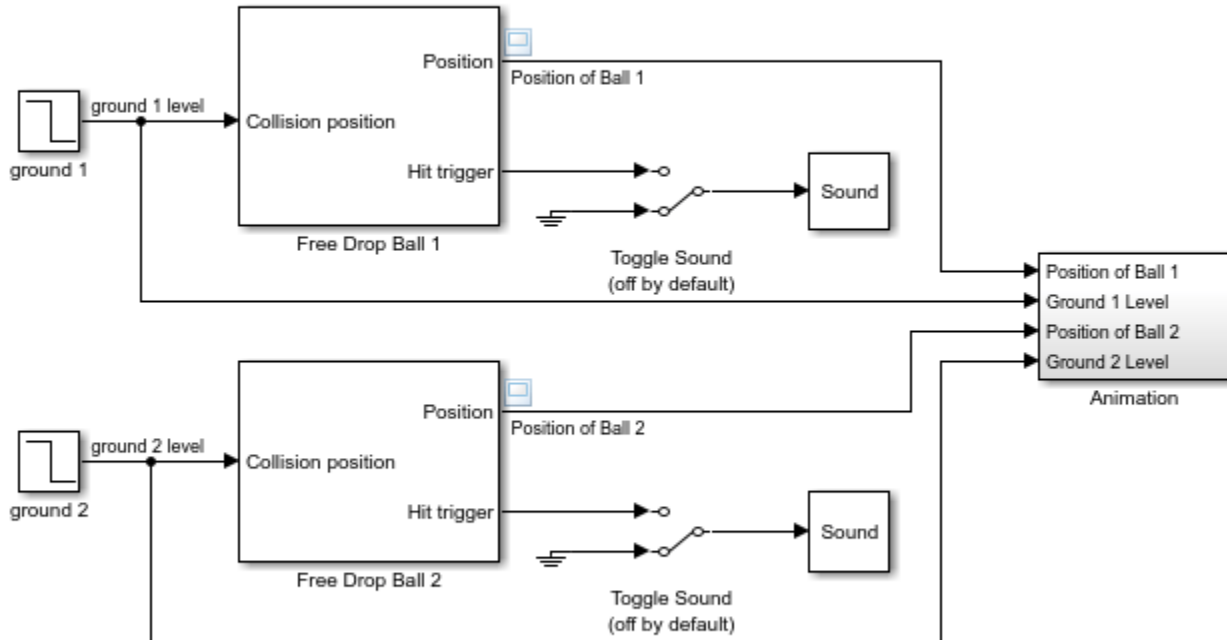 Position
Position of Ball 1
ground 1 level
Collision position
ground 1
Hit trigger
Sound
Free Drop Ball 1
Toggle Sound
(off by default)
Position of Ball 1
Ground 1 Level
Position of Ball 2
Ground 2 Level
Animation
Position
Position of Ball 2
ground 2 level
Collision position
ground 2
Hit trigger
Sound
Free Drop Ball 2
Toggle Sound
(off by default)